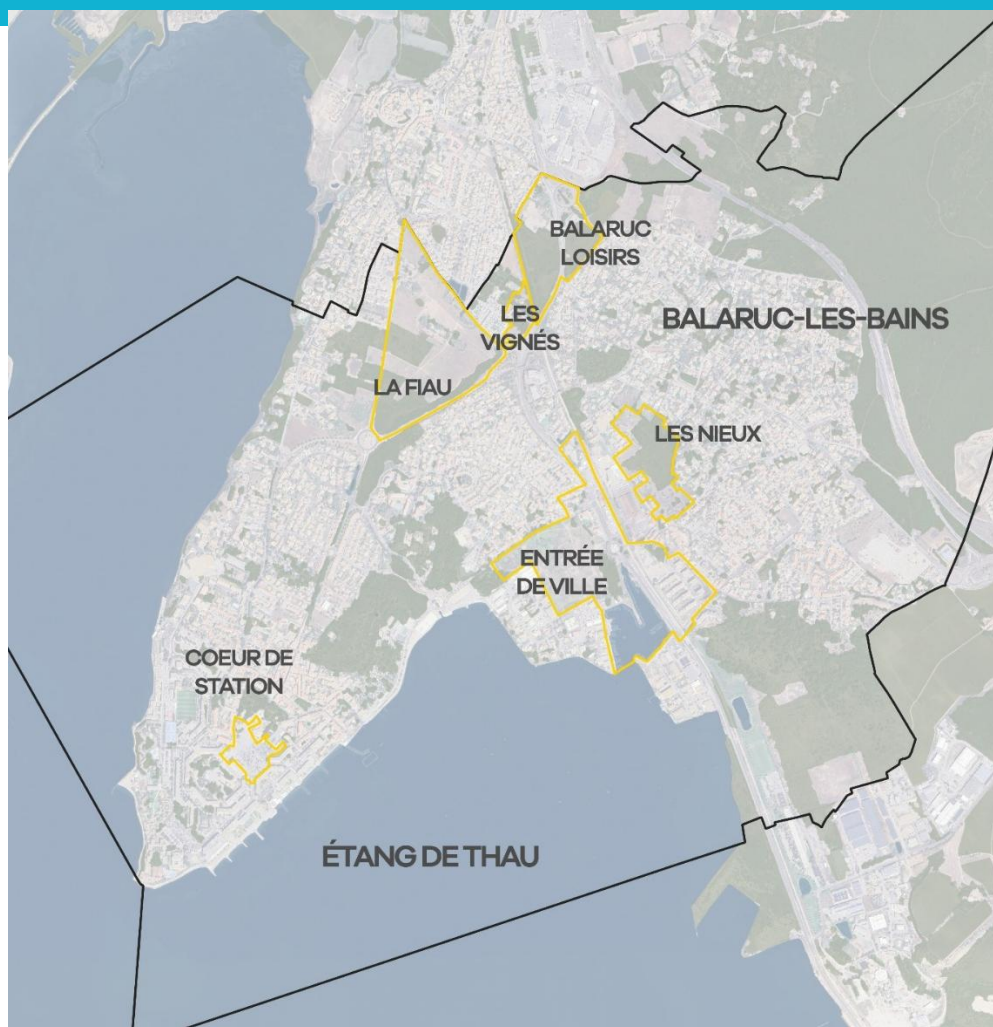 BALARUC
LOISIRS
LES
VIGNÉS
BALARUC-LES-BAINS
LA FIAU
LES NIEUX
ENTRÉE
DE VILLE
COEUR DE
STATION
ÉTANG DE THAU